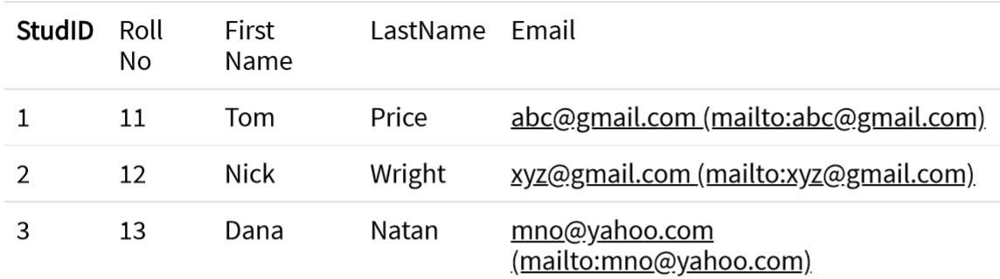 StudID Roll No First Name LastName Email
1 11 Tom Price abc@gmail.com (mailto:abc@gmail.com)
2 12 Nick Wright xyz@gmail.com (mailto:xyz@gmail.com)
3 13 Dana Natan mno@yahoo.com
(mailto:mno@yahoo.com)